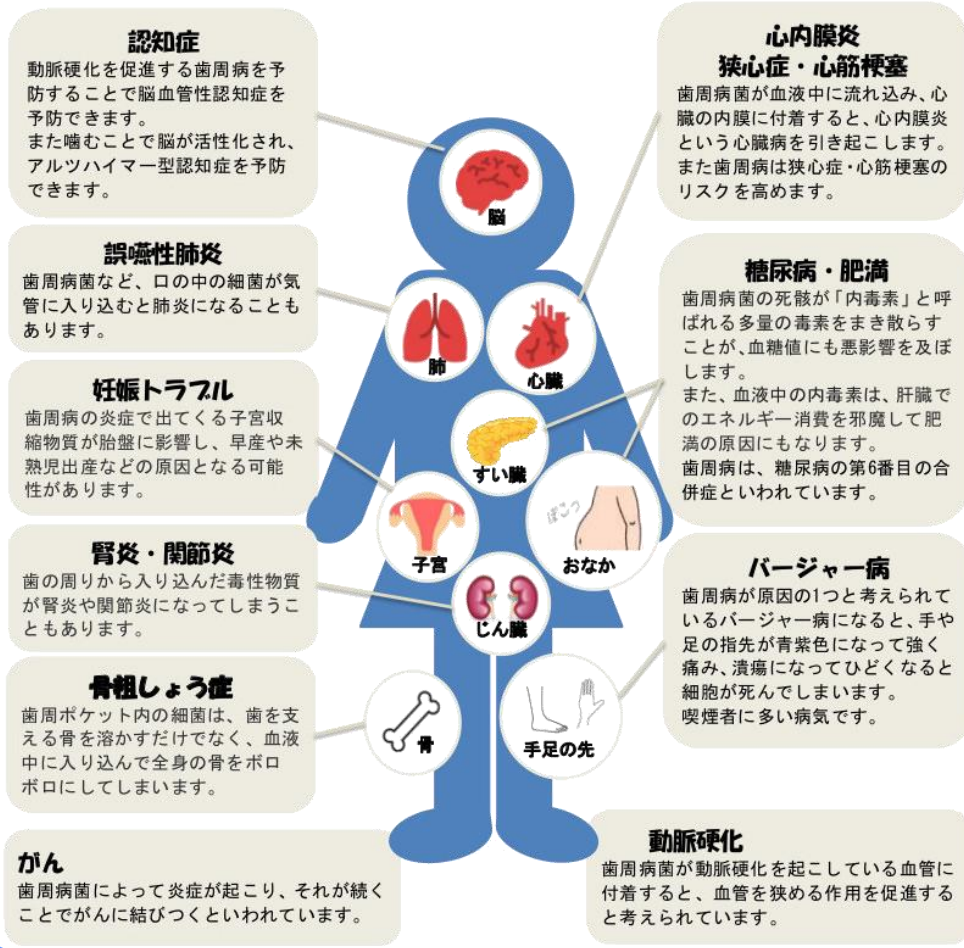 認知症
動脈硬化を促進する歯周病を予
防することで脳血管性認知症を
予防できます。
また噛むことで脳が活性化され、
アルツハイマー型認知症を予防
できます。
誤嚥性肺炎
歯周病菌など、口の中の細菌が気
管に入り込むと肺炎になることも
あります。
妊娠トラブル
歯周病の炎症で出てくる子宮収
縮物質が胎盤に影響し、早産や未
熟児出産などの原因となる可能
性があります。
腎炎・関節炎
歯の周りから入り込んだ毒性物質
が腎炎や関節炎になってしまうこ
ともあります。
骨粗しょう症
歯周ポケット内の細菌は、歯を支
える骨を溶かすだけでなく、血液
中に入り込んで全身の骨をボロ
ボロにしてしまいます。
がん
歯周病菌によって炎症が起こり、それが続く
ことでがんに結びつくといわれています。
脳
肺
心臓
すい臓
子宮
ぽこっ
おなか
じん臓
骨
手足の先
心内膜炎
狭心症・心筋梗塞
歯周病菌が血液中に流れ込み、心
臓の内膜に付着すると、心内膜炎
という心臓病を引き起こします。
また歯周病は狭心症・心筋梗塞の
リスクを高めます。
糖尿病・肥満
歯周病菌の死骸が「内毒素」と呼
ばれる多量の毒素をまき散らす
ことが、血糖値にも悪影響を及ぼ
します。
また、血液中の内毒素は、肝臓で
のエネルギー消費を邪魔して肥
満の原因にもなります。
歯周病は、糖尿病の第6番目の合
併症といわれています。
バージャー病
歯周病が原因の1つと考えられて
いるバージャー病になると、手や
足の指先が青紫色になって強く
痛み、潰瘍になってひどくなると
細胞が死んでしまいます。
喫煙者に多い病気です。
動脈硬化
歯周病菌が動脈硬化を起こしている血管に
付着すると、血管を狭める作用を促進する
と考えられています。